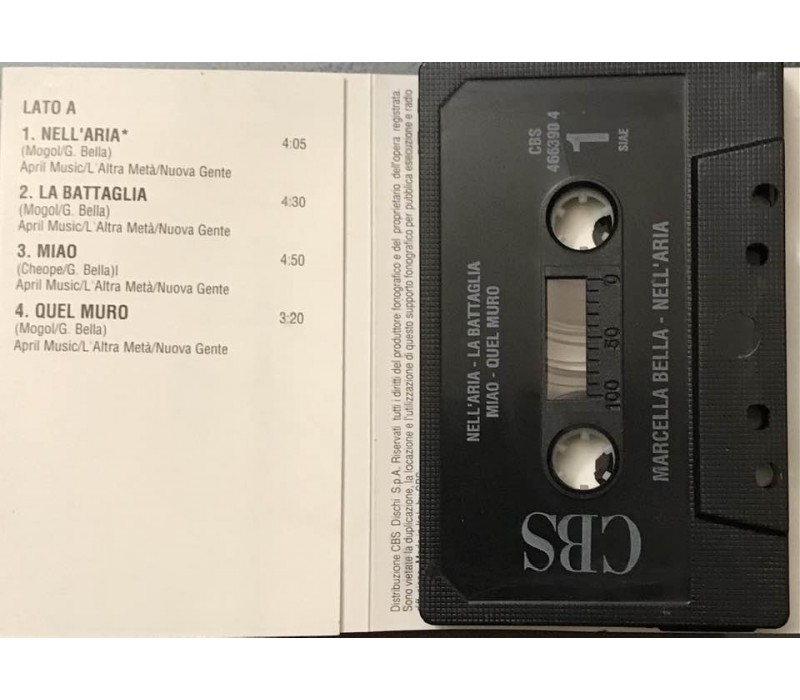 LATO A
1. NELL'ARIA* 4:05
(Mogol/G. Bella)
April Music/L'Altra Metà/Nuova Gente
2. LA BATTAGLIA 4:30
(Mogol/G. Bella)
April Music/L'Altra Metà/Nuova Gente
3. MIAO 4:50
(Cheope/G. Bella)l
April Music/L'Altra Metà/Nuova Gente
4. QUEL MURO 3:20
(Mogol/G. Bella)
April Music/L'Altra Metà/Nuova Gente
Distribuzione CBS Dischi S.p.A. Riservati tutti i diritti del produttore fonografico e del proprietario dell'opera registrata.
Sono vietate la duplicazione, la locazione e l'utilizzazione di questo supporto fonografico per pubblica esecuzione e radio
CBS
466390 4
1
SIAE
NELL'ARIA - LA BATTAGLIA
MIAO - QUEL MURO
100 50 0
MARCELLA BELLA - NELL'ARIA
CBS